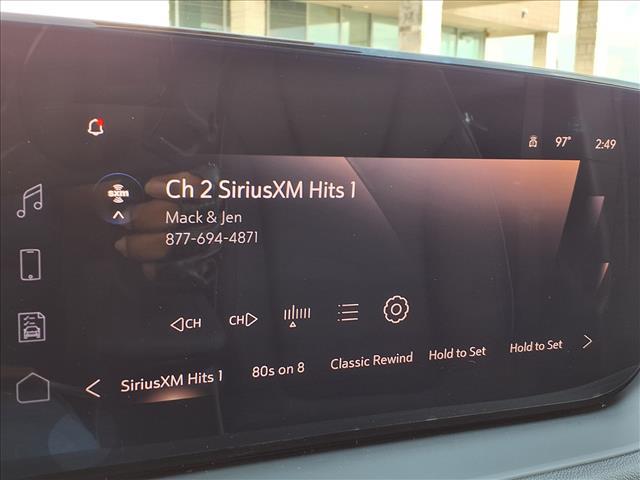 97° 2:49
sxm
Ch 2 SiriusXM Hits 1
Mack & Jen
877-694-4871
CH CH
SiriusXM Hits 1 80s on 8 Classic Rewind Hold to Set Hold to Set